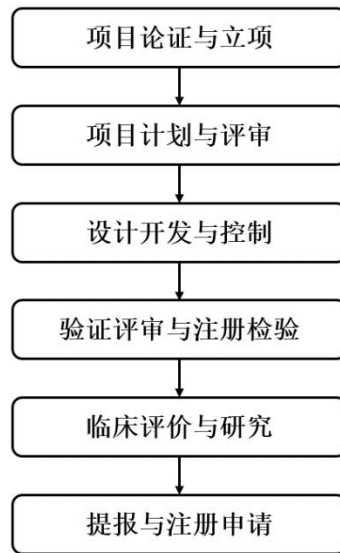 项目论证与立项
项目计划与评审
设计开发与控制
验证评审与注册检验
临床评价与研究
提报与注册申请